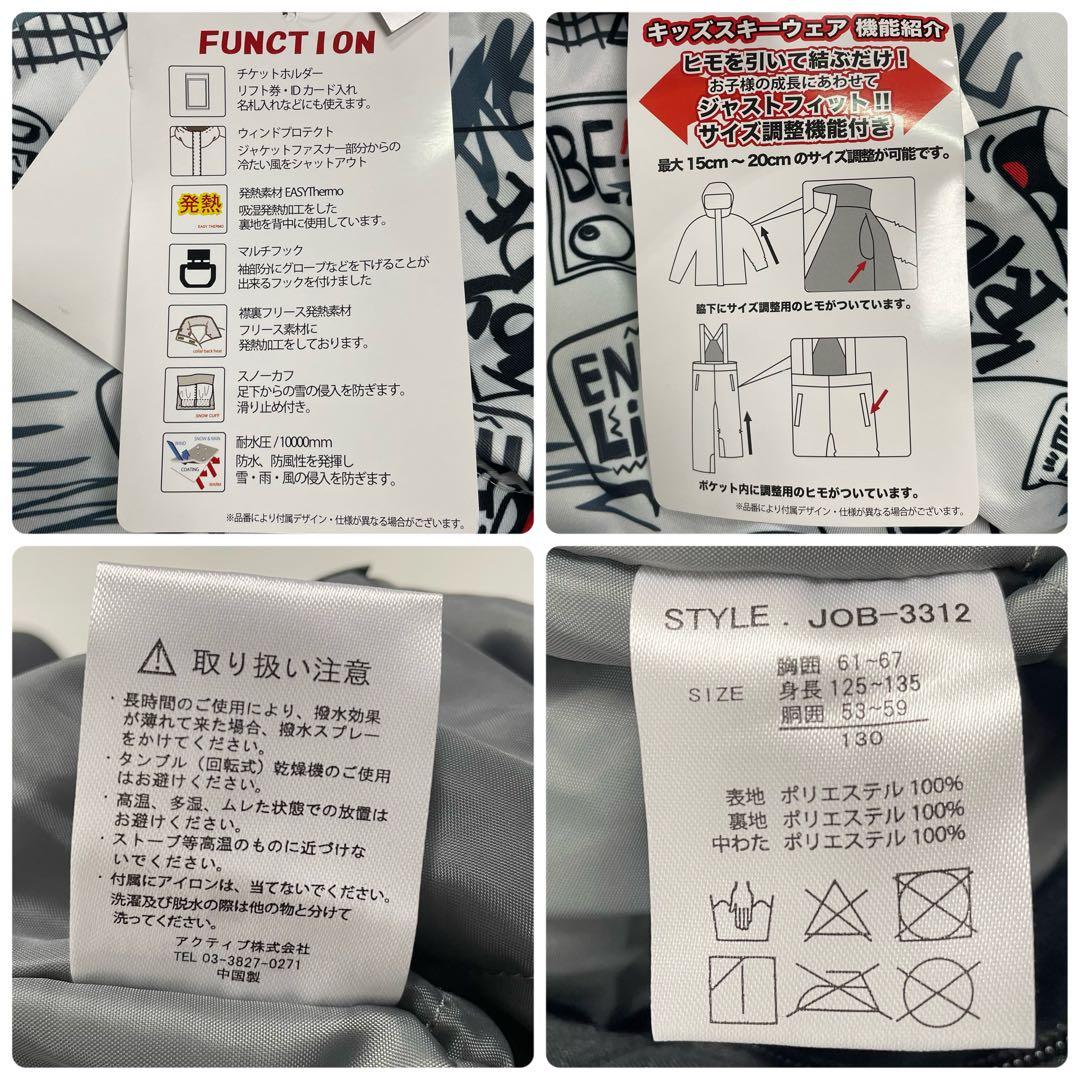 FUNCTION
チケットホルダー
リフト券・IDカード入れ
名札入れなどにも使えます。
ウィンドプロテクト
ジャケットファスナー部分からの
冷たい風をシャットアウト
発熱
EASY THERMO
発熱素材 EASYThermo
吸湿発熱加工をした
裏地を背中に使用しています。
マルチフック
袖部分にグローブなどを下げることが
出来るフックを付けました
collar back heat
襟裏フリース発熱素材
フリース素材に
発熱加工をしております。
SNOW CUFF
スノーカフ
足下からの雪の侵入を防ぎます。
滑り止め付き。
WIND
SNOW & RAIN
COATING
WARM
耐水圧/10000mm
防水、防風性を発揮し
雪・雨・風の侵入を防ぎます。
※品番により付属デザイン・仕様が異なる場合がございます。
キッズスキーウェア 機能紹介
ヒモを引いて結ぶだけ!
お子様の成長にあわせて
ジャストフィット!!
サイズ調整機能付き
最大 15cm ~ 20cm のサイズ調整が可能です。
脇下にサイズ調整用のヒモがついています。
ポケット内に調整用のヒモがついています。
※品番により付属デザイン・仕様が異なる場合がございます。
BE
EN
Li
取り扱い注意
・長時間のご使用により、撥水効果
が薄れて来た場合、撥水スプレー
をかけてください。
・タンブル(回転式)乾燥機のご使用
はお避けください。
・高温、多湿、ムレた状態での放置は
お避けください。
・ストーブ等高温のものに近づけな
いでください。
・付属にアイロンは、当てないでください。
洗濯及び脱水の際は他の物と分けて
洗ってください。
アクティブ株式会社
TEL 03-3827-0271
中国製
STYLE . JOB-3312
SIZE
胸囲 61~67
身長 125~135
胴囲 53~59
130
表地 ポリエステル 100%
裏地 ポリエステル 100%
中わた ポリエステル 100%